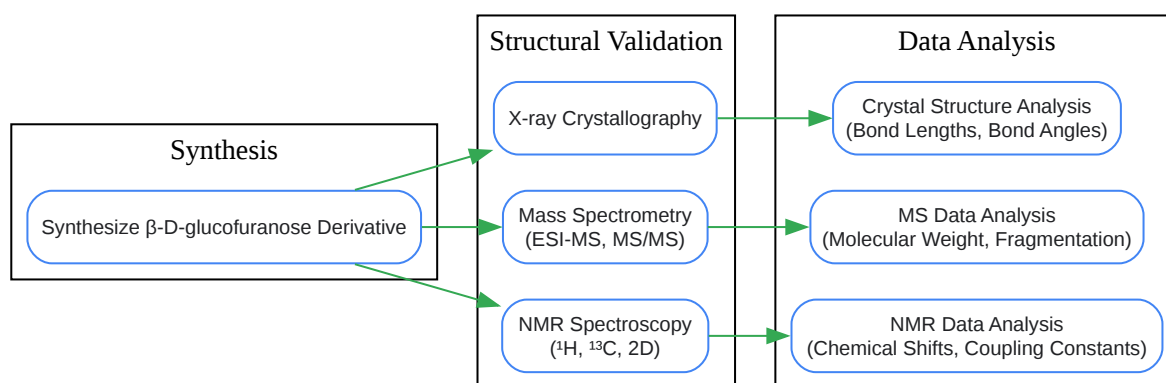 Synthesis
Synthesize β-D-glucofuranose Derivative
Structural Validation
X-ray Crystallography
Mass Spectrometry
(ESI-MS, MS/MS)
NMR Spectroscopy
(¹H, ¹³C, 2D)
Data Analysis
Crystal Structure Analysis
(Bond Lengths, Bond Angles)
MS Data Analysis
(Molecular Weight, Fragmentation)
NMR Data Analysis
(Chemical Shifts, Coupling Constants)